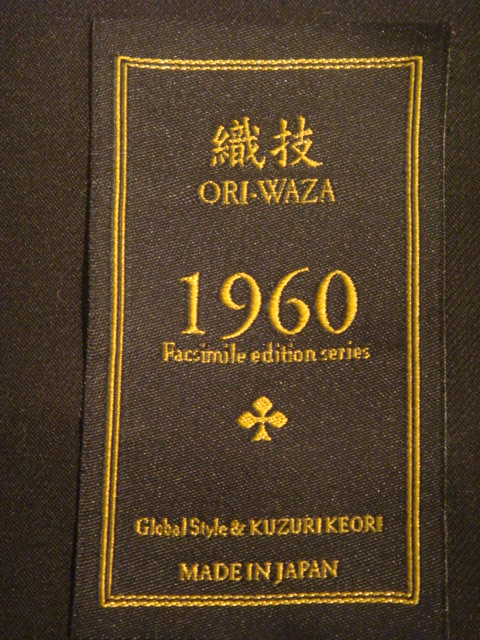 織技
ORI-WAZA
1960
Facsimile edition series
Global Style & KUZURI KEORI
MADE IN JAPAN